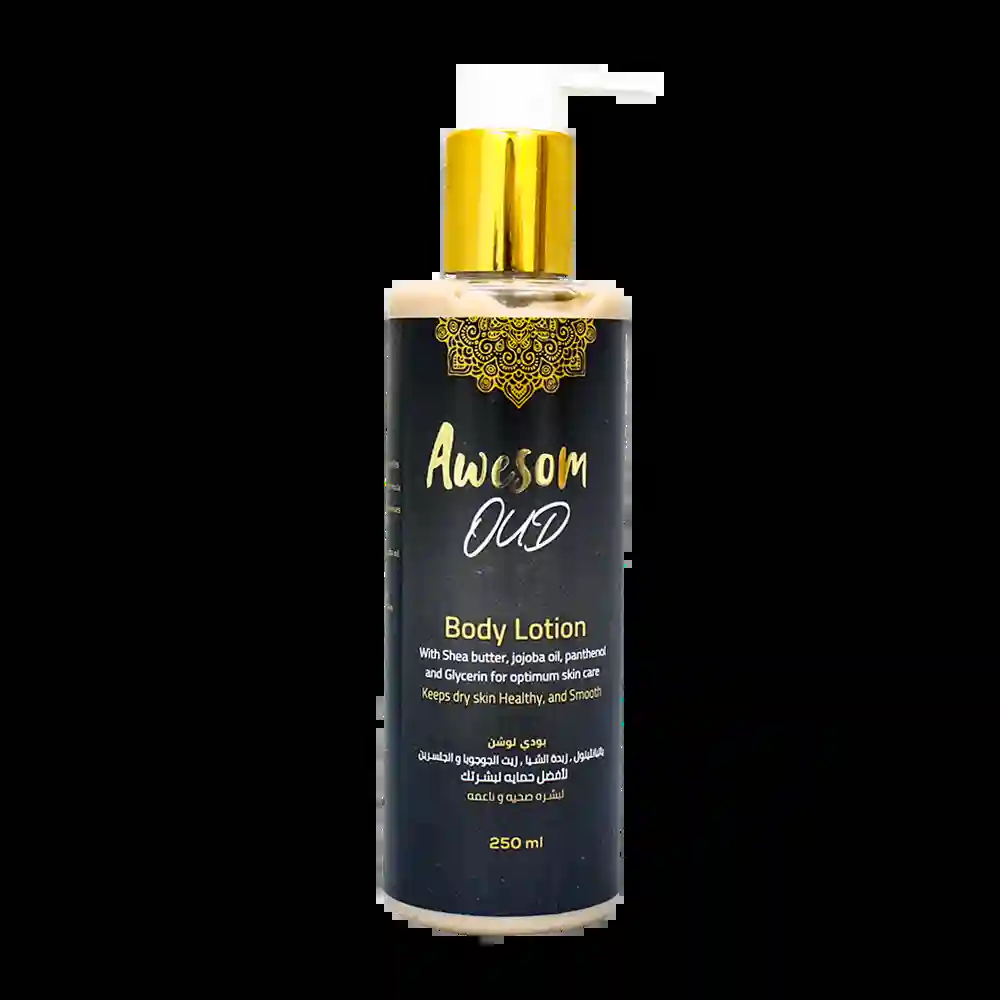 Awesom
OUD
Body Lotion
With Shea butter, jojoba oil, panthenol
and Glycerin for optimum skin care
Keeps dry skin Healthy, and Smooth
بودي لوشن
بالبانثينول , زبدة الشيا , زيت الجوجوبا و الجلسرين
لأفضل حمايه لبشرتك
لبشره صحيه و ناعمه
250 ml